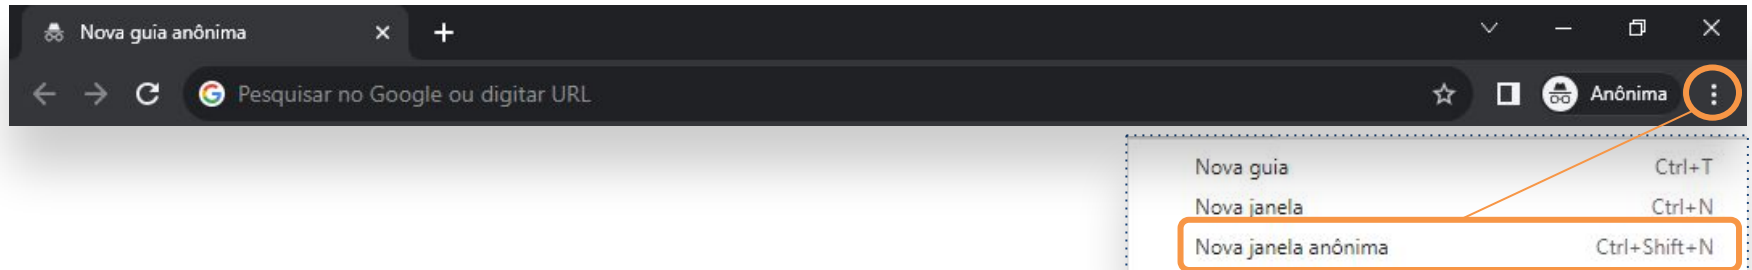 Nova guia anônima
Pesquisar no Google ou digitar URL
Anônima
Nova guia Ctrl+T
Nova janela Ctrl+N
Nova janela anônima Ctrl+Shift+N